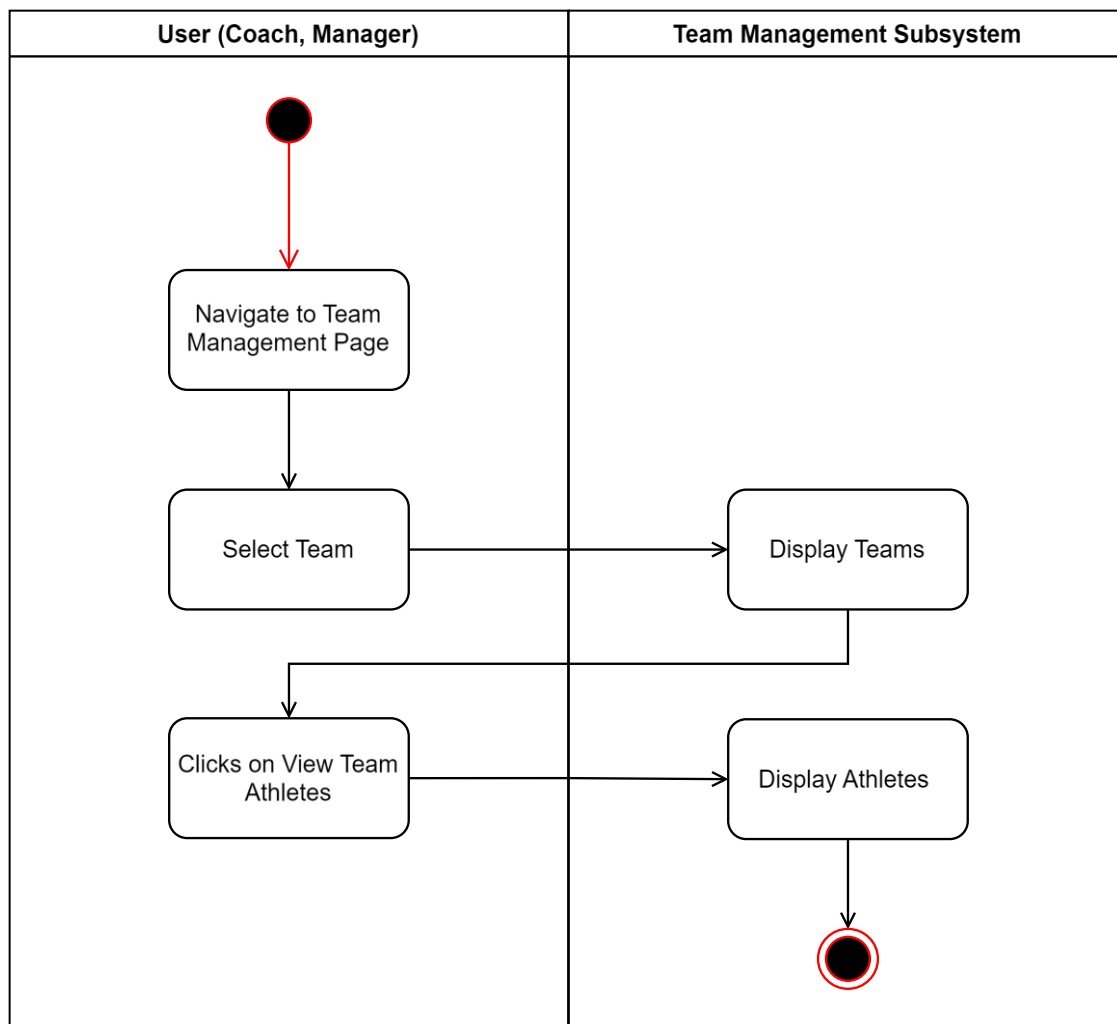 User (Coach, Manager)
Team Management Subsystem
Navigate to Team
Management Page
Select Team
Display Teams
Clicks on View Team
Athletes
Display Athletes